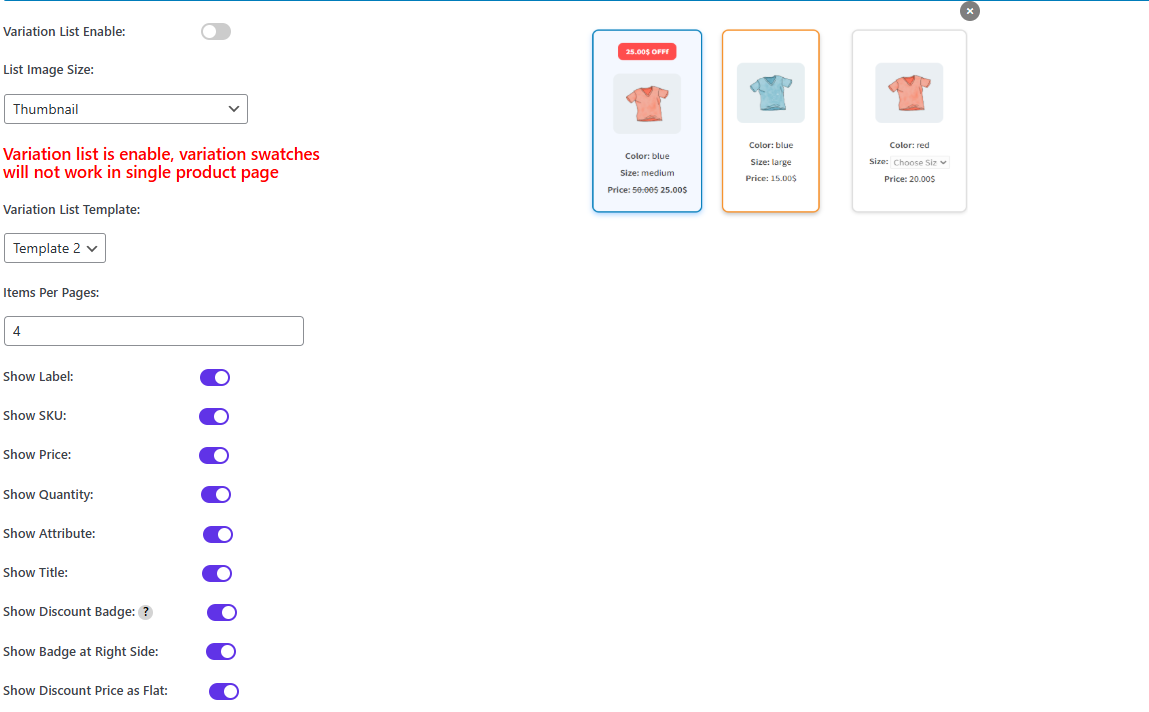 Variation List Enable:
List Image Size:
Thumbnail
Variation list is enable, variation swatches
will not work in single product page
Variation List Template:
Template 2
Items Per Pages:
4
Show Label:
Show SKU:
Show Price:
Show Quantity:
Show Attribute:
Show Title:
Show Discount Badge: ?
Show Badge at Right Side:
Show Discount Price as Flat:
25.00$ OFFF
Color: blue
Size: medium
Price: 50.00$ 25.00$
Color: blue
Size: large
Price: 15.00$
Color: red
Size: Choose Siz
Price: 20.00$